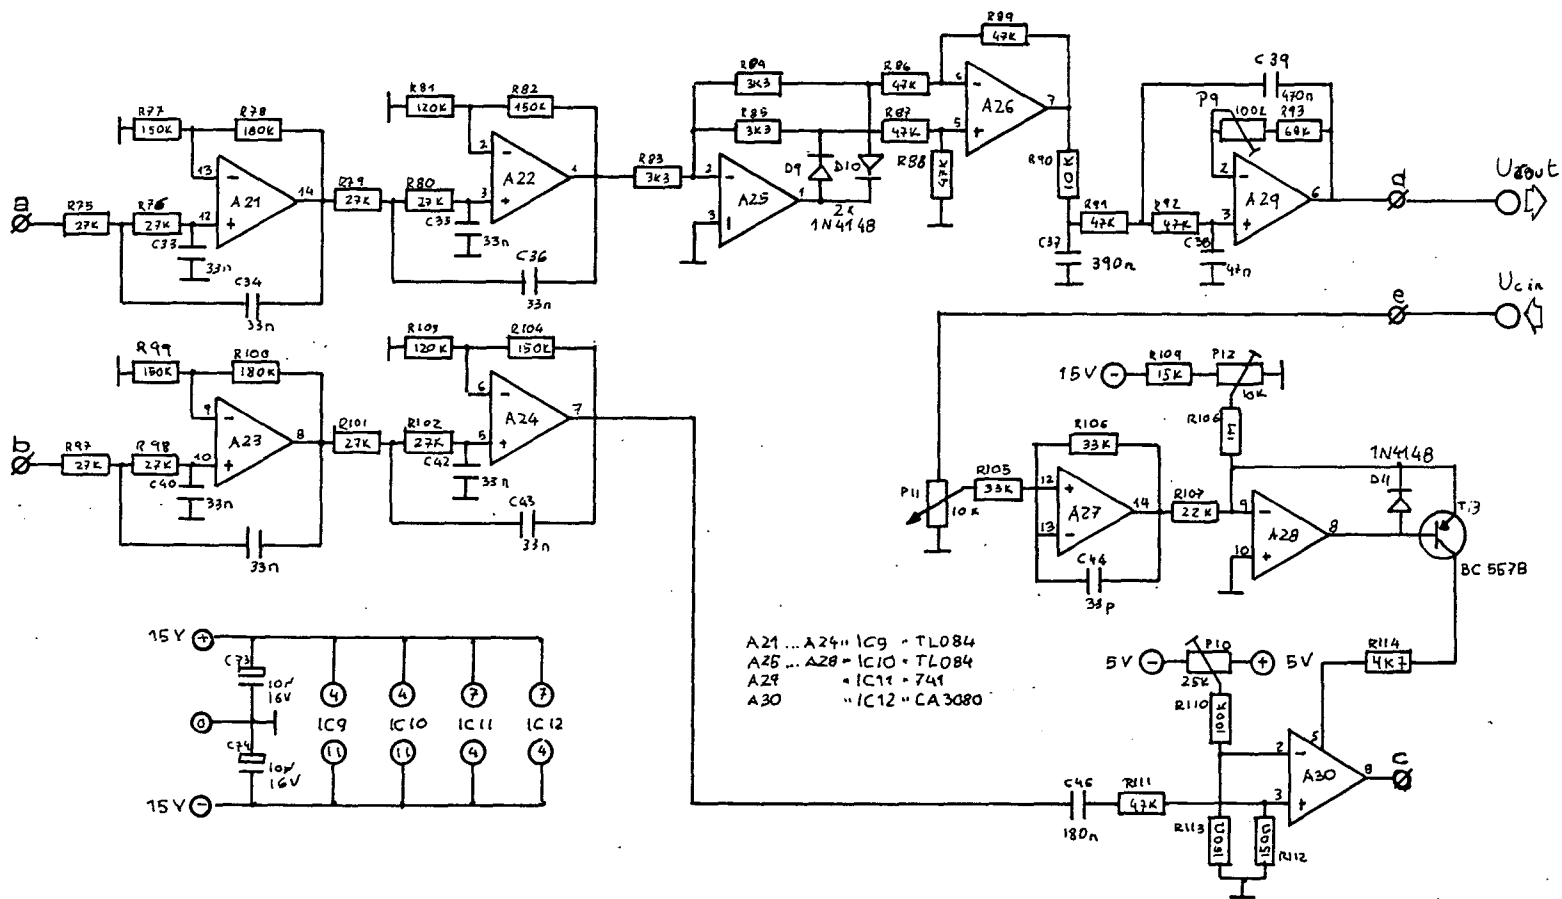 R89
47K
R84
3K3
R86
47K
6
A26
7
C39
470n
R81
120K
R82
150K
R85
3K3
R87
47K
5
P9
100k
R93
68K
R77
150K
R78
180K
2
A22
1
D9
D10
R88
47K
R90
10K
13
A21
14
R83
3K3
2
A25
1
2
A29
6
d
a
R75
27K
R76
27K
12
R79
27K
R80
27K
3
3
2x
1N4148
R91
47K
R92
47K
3
C33
33n
C35
33n
C37
390n
C38
47n
C34
33n
C36
33n
e
Uc in
R103
120K
R104
150K
R99
150K
R100
180K
6
A24
7
15V
-
R109
15K
P12
10K
9
A23
8
R106
1M
b
R97
27K
R98
27K
10
R101
27K
R102
27K
5
R106
33K
1N4148
C40
33n
C42
33n
P11
10K
R105
33K
12
A27
14
13
R107
22K
9
A28
8
10
D11
T13
BC 557B
33n
C43
33n
C44
33p
15V
+
C73
10µ
16V
0
C74
10µ
16V
15V
-
4
4
7
7
IC9
IC10
IC11
IC12
11
11
4
4
A21 ... A24 " IC9 = TL084
A25 ... A28 = IC10 = TL084
A29 " IC11 = 741
A30 " IC12 " CA3080
5V
-
P10
25K
+
5V
R114
4K7
R110
100K
2
5
A30
8
c
3
C46
180n
R111
47K
R113
150Ω
150Ω
R112